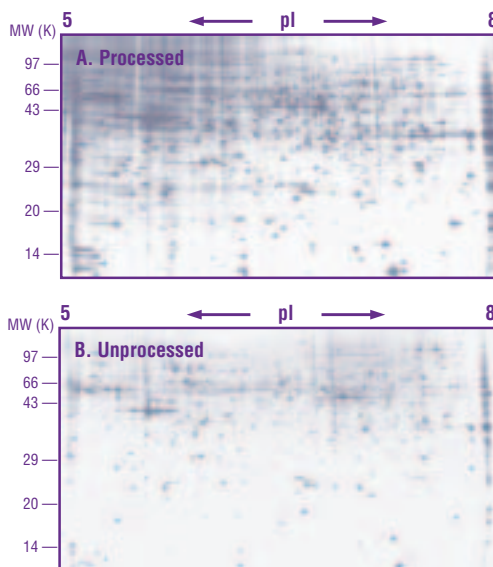 5 pI 8
MW (K)
A. Processed
97
66
43
29
20
14
5 pI 8
MW (K)
B. Unprocessed
97
66
43
29
20
14